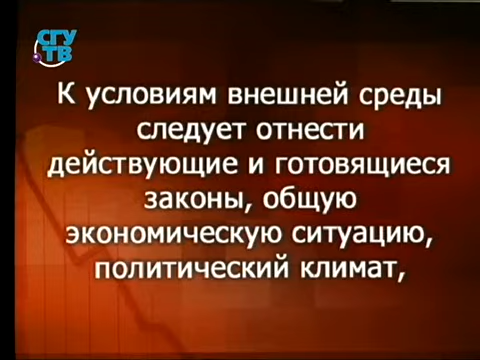 СГУ
ТВ
К условиям внешней среды
следует отнести
действующие и готовящиеся
законы, общую
экономическую ситуацию,
политический климат,